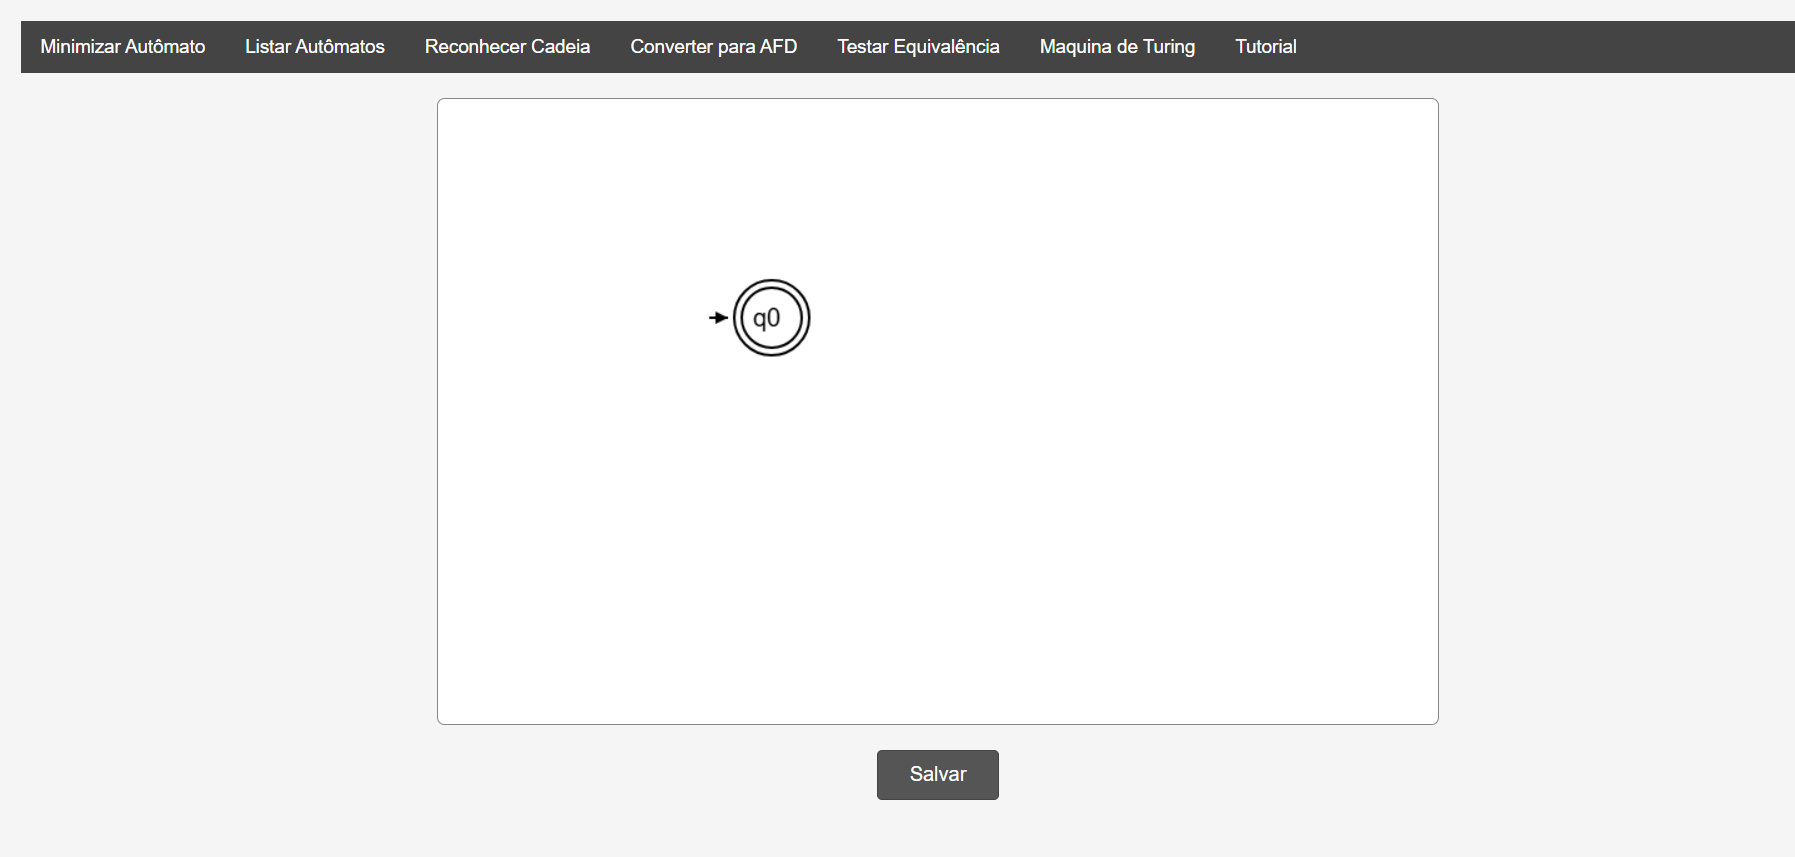 Minimizar Autômato Listar Autômatos Reconhecer Cadeia Converter para AFD Testar Equivalência Maquina de Turing Tutorial
q0
Salvar